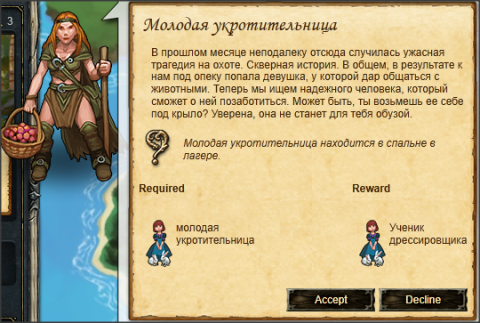 , 3
Молодая укротительница
В прошлом месяце неподалеку отсюда случилась ужасная
трагедия на охоте. Скверная история. В общем, в результате к
нам под опеку попала девушка, у которой дар общаться с
животными. Теперь мы ищем надежного человека, который
сможет о ней позаботиться. Может быть, ты возьмешь ее себе
под крыло? Уверена, она не станет для тебя обузой.
Молодая укротительница находится в спальне в
лагере.
Required Reward
молодая Ученик
укротительница дрессировщика
Accept Decline